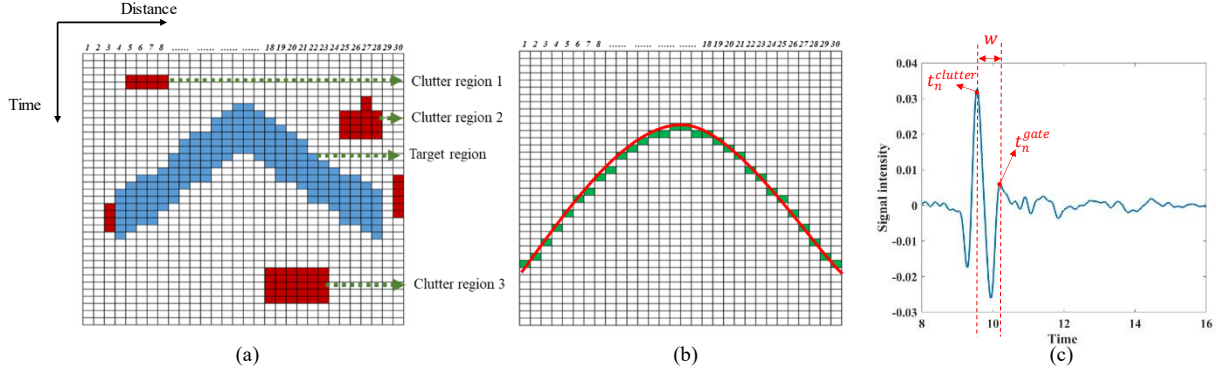 Distance
Time
1 2 3 4 5 6 7 8 ...... ...... ...... ...... 18 19 20 21 22 23 24 25 26 27 28 29 30
Clutter region 1
Clutter region 2
Target region
Clutter region 3
(a)
1 2 3 4 5 6 7 8 ...... ...... ...... ...... 18 19 20 21 22 23 24 25 26 27 28 29 30
(b)
w
t_n^{clutter}
t_n^{gate}
Signal intensity
0.04
0.03
0.02
0.01
0
-0.01
-0.02
-0.03
8 10 12 14 16
Time
(c)